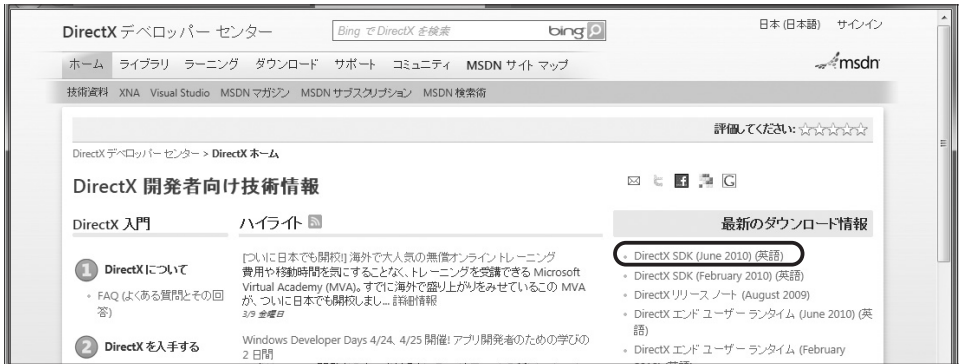 DirectX デベロッパー センター
Bing で DirectX を検索
bing
日本 (日本語) サインイン
ホーム ライブラリ ラーニング ダウンロード サポート コミュニティ MSDN サイト マップ
msdn
技術資料 XNA Visual Studio MSDN マガジン MSDN サブスクリプション MSDN 検索術
評価してください:
DirectX デベロッパー センター > DirectX ホーム
DirectX 開発者向け技術情報
DirectX 入門
1 DirectX について
• FAQ (よくある質問とその回
答)
2 DirectX を入手する
ハイライト
[ついに日本でも開校!] 海外で大人気の無償オンライントレーニング
費用や移動時間を気にすることなく、トレーニングを受講できる Microsoft
Virtual Academy (MVA)。すでに海外で盛り上がりをみせているこの MVA
が、ついに日本でも開校しまし... 詳細情報
3/9 金曜日
Windows Developer Days 4/24, 4/25 開催! アプリ開発者のための学びの
2 日間
最新のダウンロード情報
• DirectX SDK (June 2010) (英語)
• DirectX SDK (February 2010) (英語)
• DirectX リリース ノート (August 2009)
• DirectX エンド ユーザー ランタイム (June 2010) (英
語)
• DirectX エンド ユーザー ランタイム (February